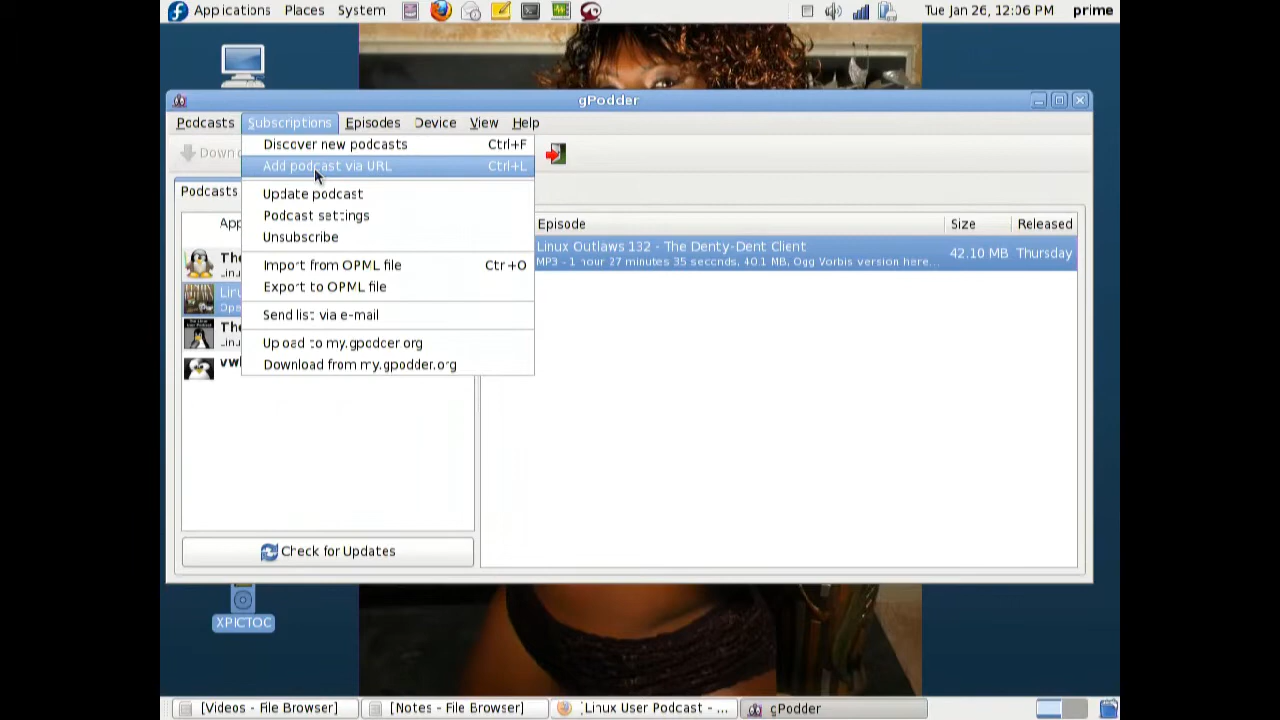 Applications Places System Tue Jan 26, 12:06 PM prime
gPodder
Podcasts Subscriptions Episodes Device View Help
Discover new podcasts Ctrl+F
Add podcast via URL Ctrl+L
Update podcast
Podcast settings
Unsubscribe
Import from OPML file Ctr +O
Export to OPML file
Send list via e-mail
Upload to my.gpodder org
Download from my.gpodder.org
Podcasts
Episode Size Released
Linux Outlaws 132 - The Denty-Dent Client 42.10 MB Thursday
MP3 - 1 hour 27 minutes 35 seconds, 40.1 MB, Ogg Vorbis version here...
Check for Updates
XPICTOC
[Videos - File Browser] [Notes - File Browser] Linux User Podcast - ... gPodder